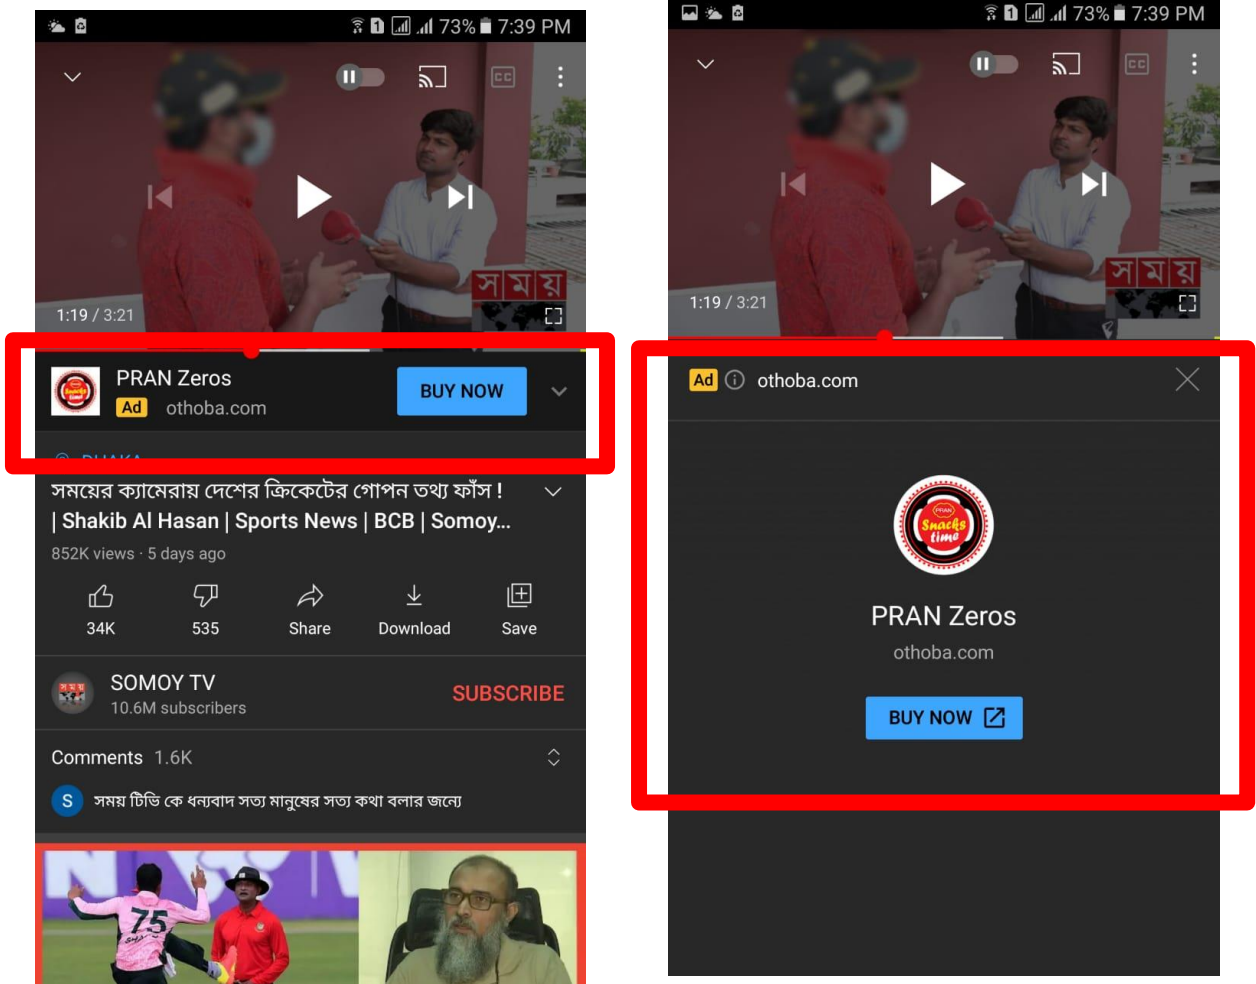 73% 7:39 PM
CC
সময়
1:19 / 3:21
PRAN Zeros
Ad othoba.com
BUY NOW
সময়ের ক্যামেরায় দেশের ক্রিকেটের গোপন তথ্য ফাঁস !
| Shakib Al Hasan | Sports News | BCB | Somoy...
852K views · 5 days ago
34K
535
Share
Download
Save
SOMOY TV
10.6M subscribers
SUBSCRIBE
Comments 1.6K
S সময় টিভি কে ধন্যবাদ সত্য মানুষের সত্য কথা বলার জন্যে
75
73% 7:39 PM
CC
সময়
1:19 / 3:21
Ad othoba.com
PRAN
Snacks
time
PRAN Zeros
othoba.com
BUY NOW